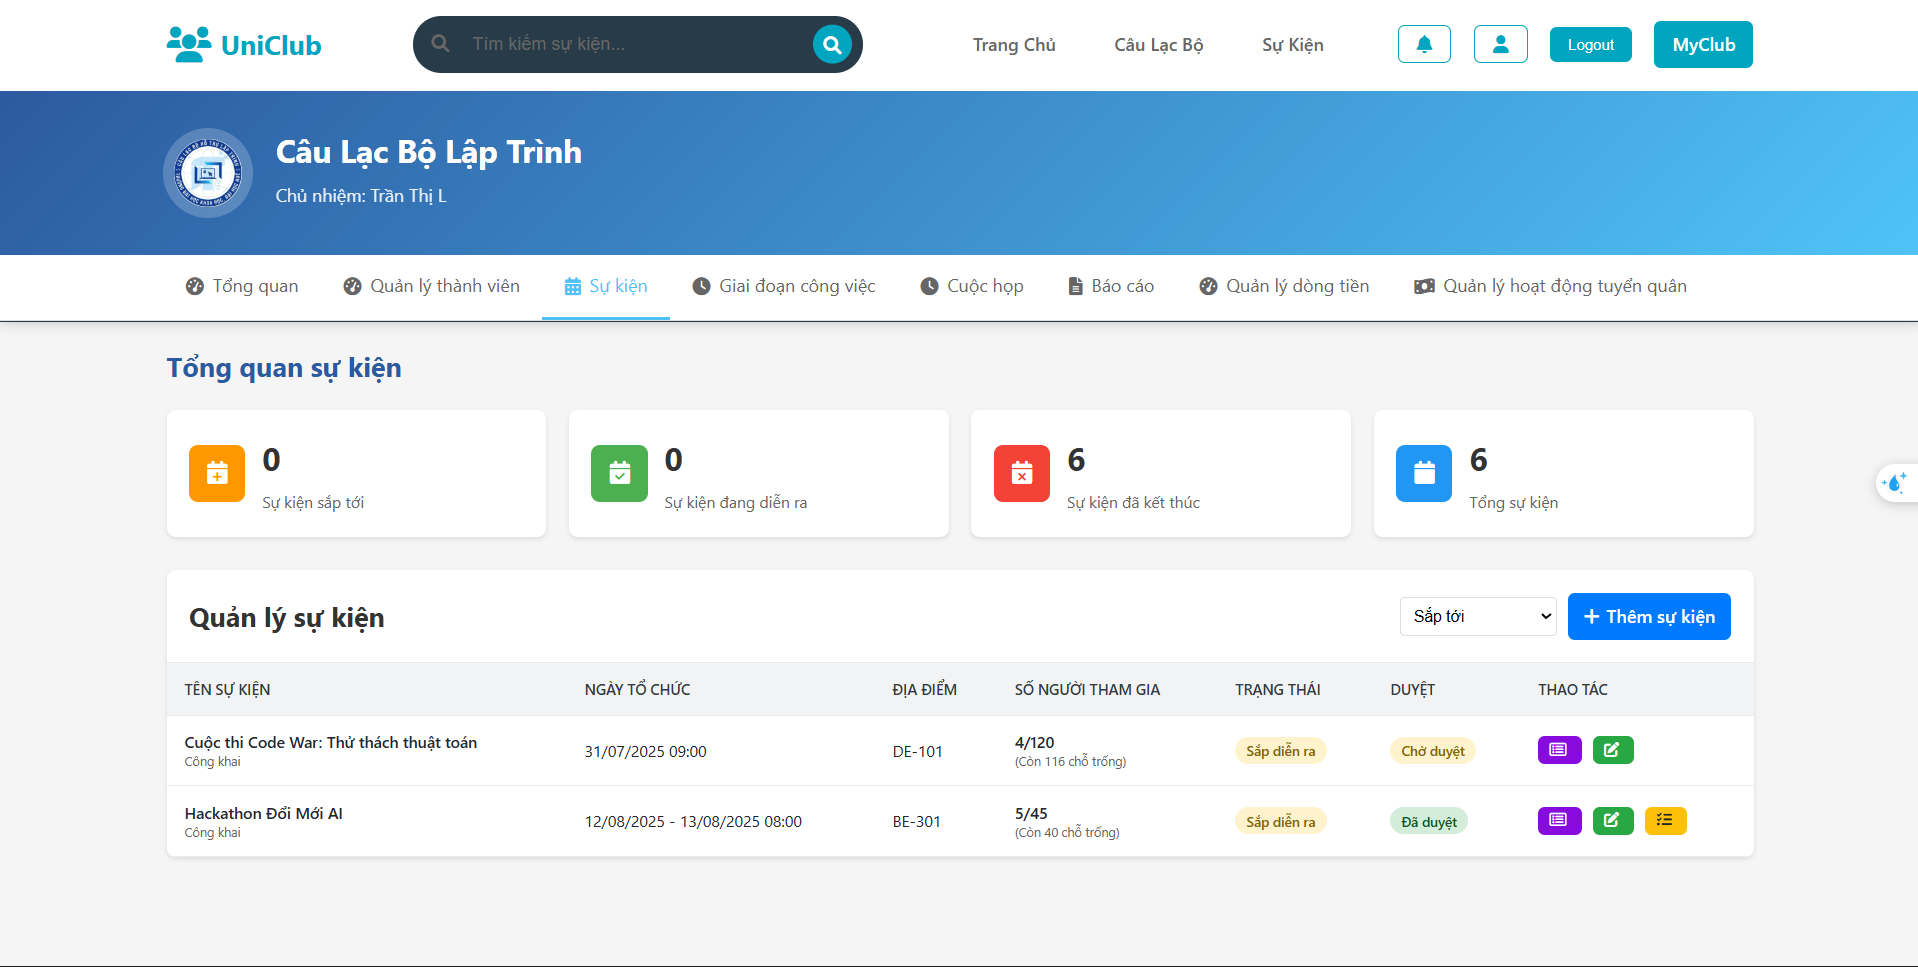 UniClub
Tìm kiếm sự kiện...
Trang Chủ
Câu Lạc Bộ
Sự Kiện
Logout
MyClub
Câu Lạc Bộ Lập Trình
Chủ nhiệm: Trần Thị L
Tổng quan
Quản lý thành viên
Sự kiện
Giai đoạn công việc
Cuộc họp
Báo cáo
Quản lý dòng tiền
Quản lý hoạt động tuyển quân
Tổng quan sự kiện
0
Sự kiện sắp tới
0
Sự kiện đang diễn ra
6
Sự kiện đã kết thúc
6
Tổng sự kiện
Quản lý sự kiện
Sắp tới
Thêm sự kiện
TÊN SỰ KIỆN NGÀY TỔ CHỨC ĐỊA ĐIỂM SỐ NGƯỜI THAM GIA TRẠNG THÁI DUYỆT THAO TÁC
Cuộc thi Code War: Thử thách thuật toán
Công khai
31/07/2025 09:00
DE-101
4/120
(Còn 116 chỗ trống)
Sắp diễn ra
Chờ duyệt
Hackathon Đổi Mới AI
Công khai
12/08/2025 - 13/08/2025 08:00
BE-301
5/45
(Còn 40 chỗ trống)
Sắp diễn ra
Đã duyệt